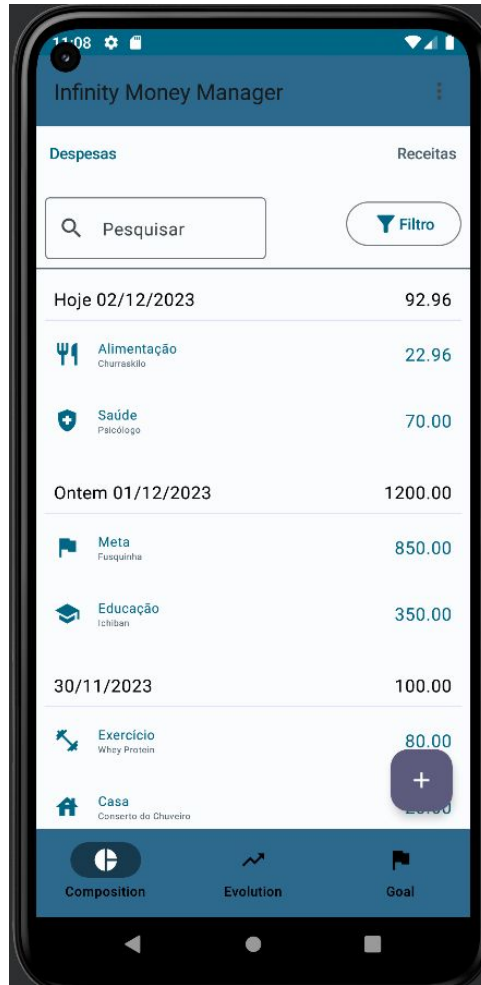 11:08
Infinity Money Manager
Despesas Receitas
Pesquisar Filtro
Hoje 02/12/2023 92.96
Alimentação 22.96
Churraskilo
Saúde 70.00
Psicólogo
Ontem 01/12/2023 1200.00
Meta 850.00
Fusquinha
Educação 350.00
Ichiban
30/11/2023 100.00
Exercício 80.00
Whey Protein
Casa
Conserto do Chuveiro
Composition Evolution Goal